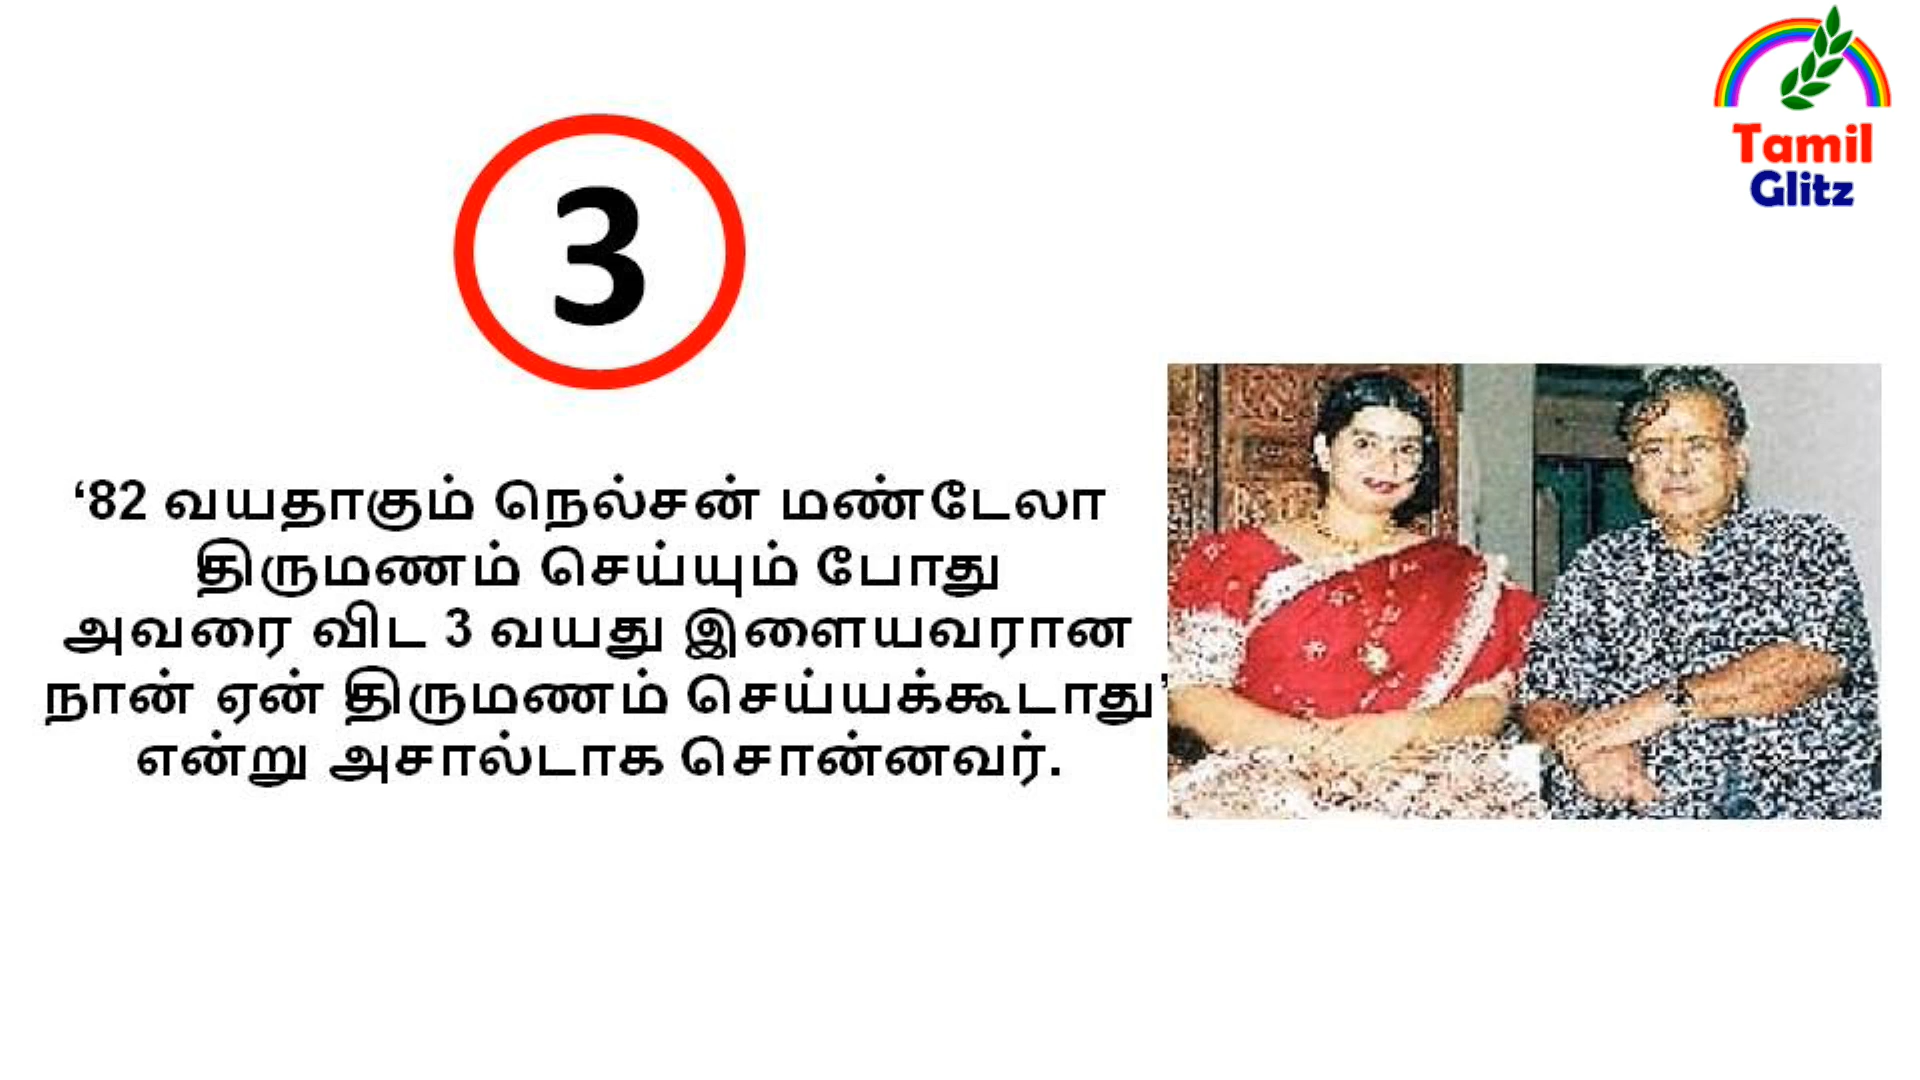 Tamil
Glitz
3
‘82 வயதாகும் நெல்சன் மண்டேலா
திருமணம் செய்யும் போது
அவரை விட 3 வயது இளையவரான
நான் ஏன் திருமணம் செய்யக்கூடாது’
என்று அசால்டாக சொன்னவர்.